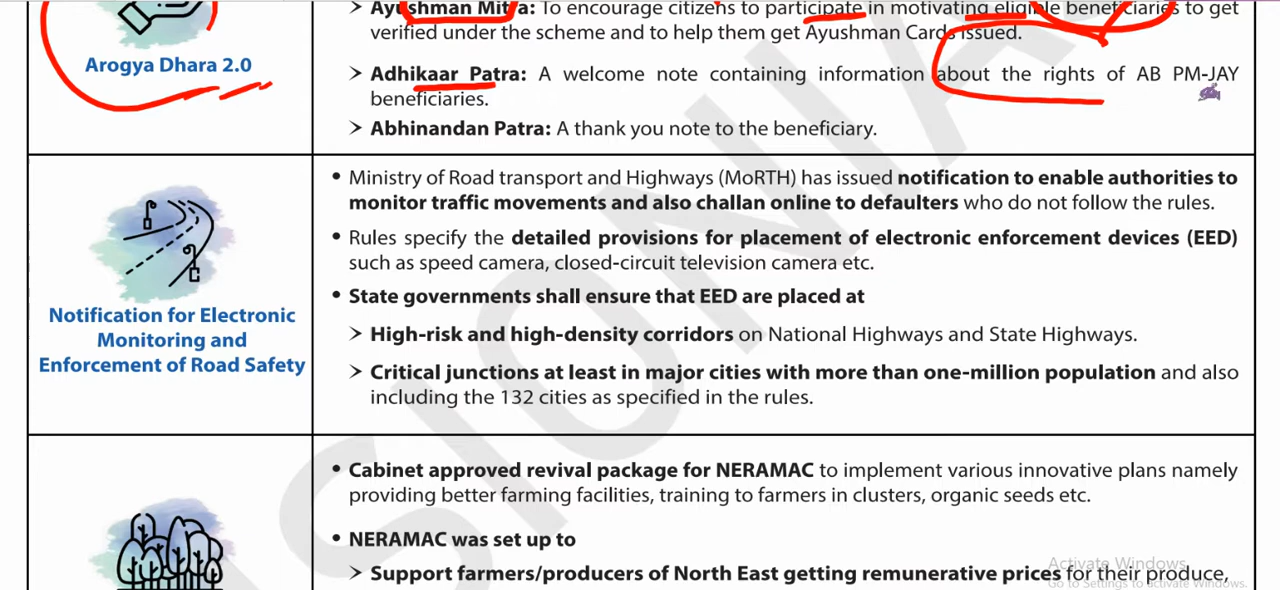 ➢ Ayushman Mitra: To encourage citizens to participate in motivating eligible beneficiaries to get
verified under the scheme and to help them get Ayushman Cards issued.
Arogya Dhara 2.0
➢ Adhikaar Patra: A welcome note containing information about the rights of AB PM-JAY
beneficiaries.
➢ Abhinandan Patra: A thank you note to the beneficiary.
Notification for Electronic
Monitoring and
Enforcement of Road Safety
• Ministry of Road transport and Highways (MoRTH) has issued notification to enable authorities to
monitor traffic movements and also challan online to defaulters who do not follow the rules.
• Rules specify the detailed provisions for placement of electronic enforcement devices (EED)
such as speed camera, closed-circuit television camera etc.
• State governments shall ensure that EED are placed at
➢ High-risk and high-density corridors on National Highways and State Highways.
➢ Critical junctions at least in major cities with more than one-million population and also
including the 132 cities as specified in the rules.
• Cabinet approved revival package for NERAMAC to implement various innovative plans namely
providing better farming facilities, training to farmers in clusters, organic seeds etc.
• NERAMAC was set up to
➢ Support farmers/producers of North East getting remunerative prices for their produce,
Activate Windows
Go to Settings to activate Windows.